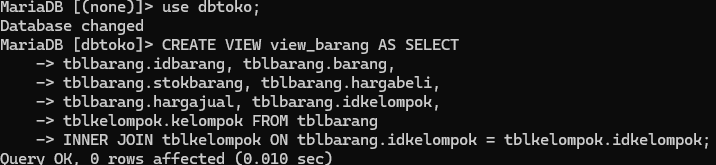 MariaDB [(none)]> use dbtoko;
Database changed
MariaDB [dbtoko]> CREATE VIEW view_barang AS SELECT
    -> tblbarang.idbarang, tblbarang.barang,
    -> tblbarang.stokbarang, tblbarang.hargabeli,
    -> tblbarang.hargajual, tblbarang.idkelompok,
    -> tblkelompok.kelompok FROM tblbarang
    -> INNER JOIN tblkelompok ON tblbarang.idkelompok = tblkelompok.idkelompok;
Query OK, 0 rows affected (0.010 sec)